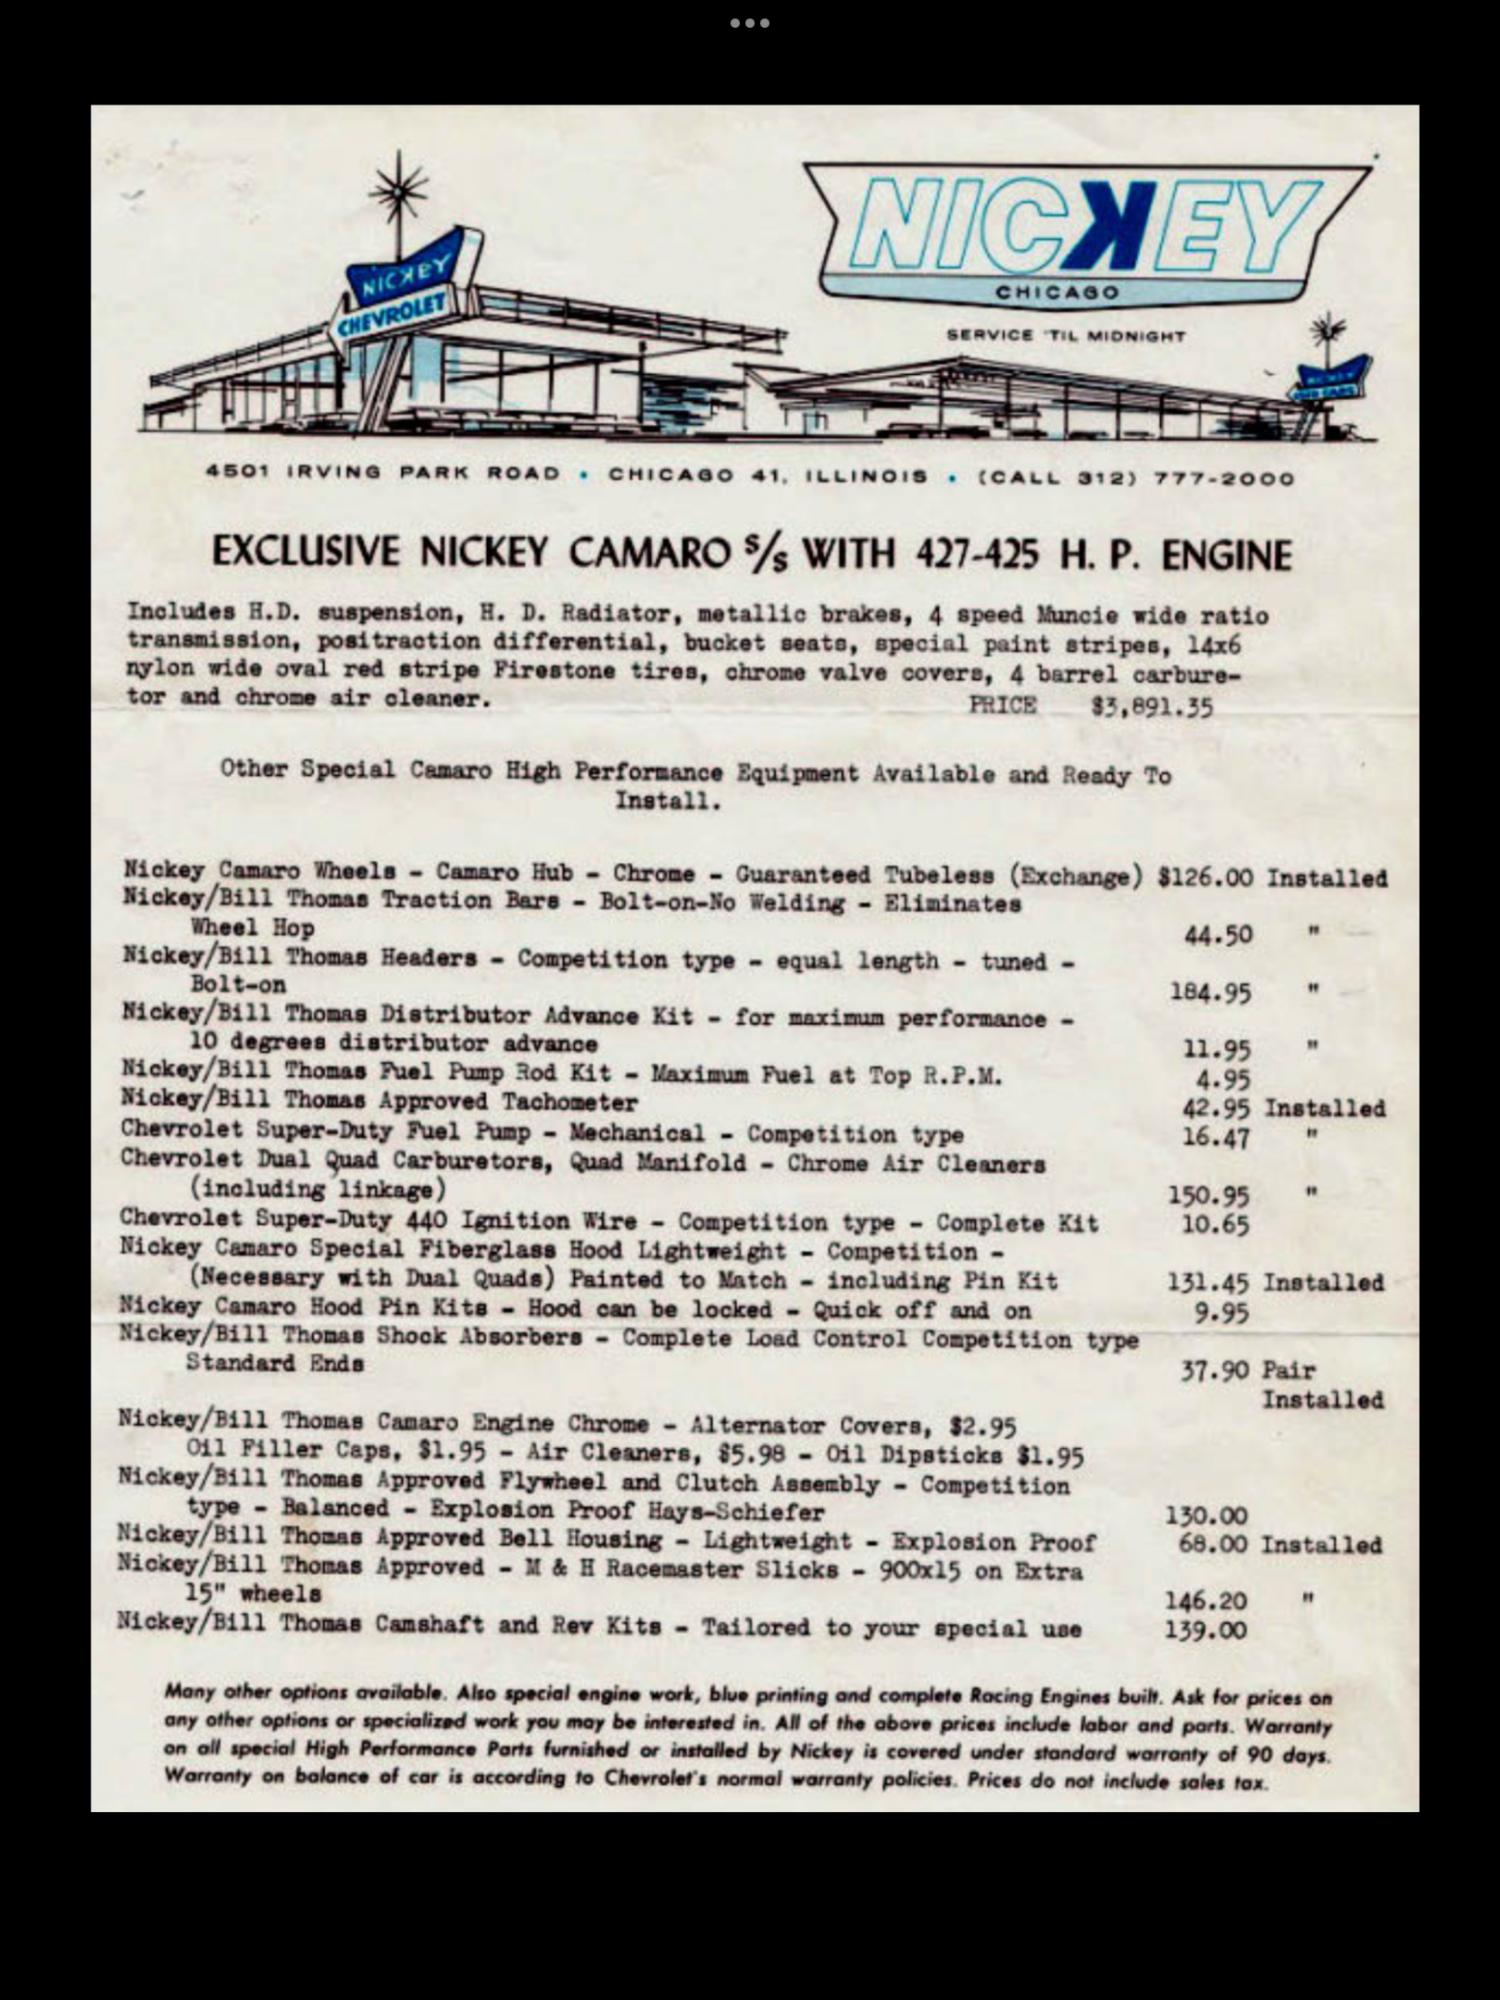 NICKEY
CHEVROLET
NICKEY
CHICAGO
SERVICE 'TIL MIDNIGHT
NICKEY
4501 IRVING PARK ROAD • CHICAGO 41, ILLINOIS • (CALL 312) 777-2000
EXCLUSIVE NICKEY CAMARO S/S WITH 427-425 H. P. ENGINE
Includes H.D. suspension, H. D. Radiator, metallic brakes, 4 speed Muncie wide ratio
transmission, positraction differential, bucket seats, special paint stripes, 14x6
nylon wide oval red stripe Firestone tires, chrome valve covers, 4 barrel carbure-
tor and chrome air cleaner. PRICE $3,891.35
Other Special Camaro High Performance Equipment Available and Ready To
Install.
Nickey Camaro Wheels - Camaro Hub - Chrome - Guaranteed Tubeless (Exchange) $126.00 Installed
Nickey/Bill Thomas Traction Bars - Bolt-on-No Welding - Eliminates
Wheel Hop 44.50 "
Nickey/Bill Thomas Headers - Competition type - equal length - tuned -
Bolt-on 184.95 "
Nickey/Bill Thomas Distributor Advance Kit - for maximum performance -
10 degrees distributor advance 11.95 "
Nickey/Bill Thomas Fuel Pump Rod Kit - Maximum Fuel at Top R.P.M. 4.95
Nickey/Bill Thomas Approved Tachometer 42.95 Installed
Chevrolet Super-Duty Fuel Pump - Mechanical - Competition type 16.47 "
Chevrolet Dual Quad Carburetors, Quad Manifold - Chrome Air Cleaners
(including linkage) 150.95 "
Chevrolet Super-Duty 440 Ignition Wire - Competition type - Complete Kit 10.65
Nickey Camaro Special Fiberglass Hood Lightweight - Competition -
(Necessary with Dual Quads) Painted to Match - including Pin Kit 131.45 Installed
Nickey Camaro Hood Pin Kits - Hood can be locked - Quick off and on 9.95
Nickey/Bill Thomas Shock Absorbers - Complete Load Control Competition type
Standard Ends 37.90 Pair
Installed
Nickey/Bill Thomas Camaro Engine Chrome - Alternator Covers, $2.95
Oil Filler Caps, $1.95 - Air Cleaners, $5.98 - Oil Dipsticks $1.95
Nickey/Bill Thomas Approved Flywheel and Clutch Assembly - Competition
type - Balanced - Explosion Proof Hays-Schiefer 130.00
Nickey/Bill Thomas Approved Bell Housing - Lightweight - Explosion Proof 68.00 Installed
Nickey/Bill Thomas Approved - M & H Racemaster Slicks - 900x15 on Extra
15" wheels 146.20 "
Nickey/Bill Thomas Camshaft and Rev Kits - Tailored to your special use 139.00
Many other options available. Also special engine work, blue printing and complete Racing Engines built. Ask for prices on
any other options or specialized work you may be interested in. All of the above prices include labor and parts. Warranty
on all special High Performance Parts furnished or installed by Nickey is covered under standard warranty of 90 days.
Warranty on balance of car is according to Chevrolet's normal warranty policies. Prices do not include sales tax.